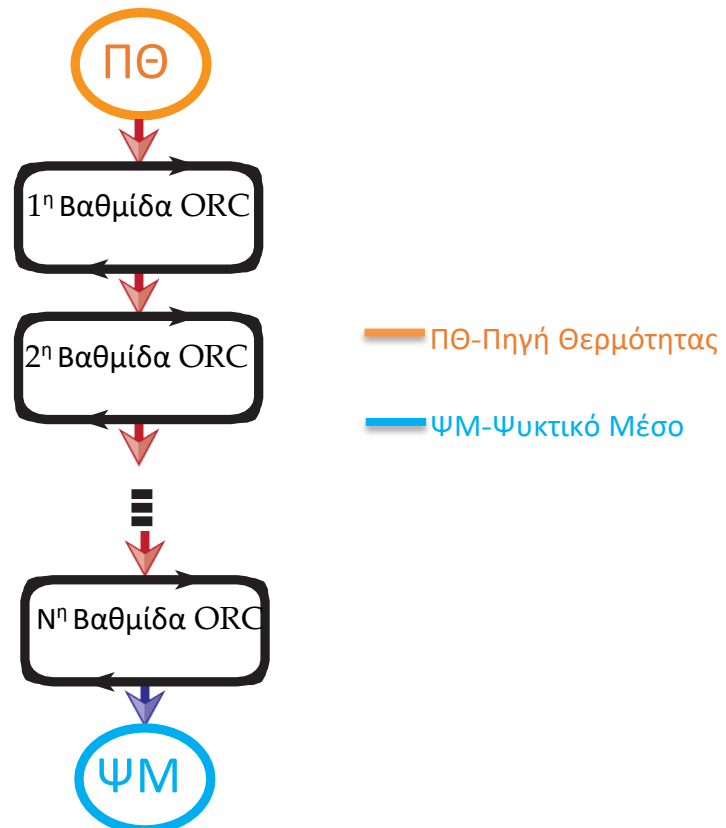 ΠΘ
1η Βαθμίδα ORC
2η Βαθμίδα ORC
ΠΘ-Πηγή Θερμότητας
ΨΜ-Ψυκτικό Μέσο
Νη Βαθμίδα ORC
ΨΜ